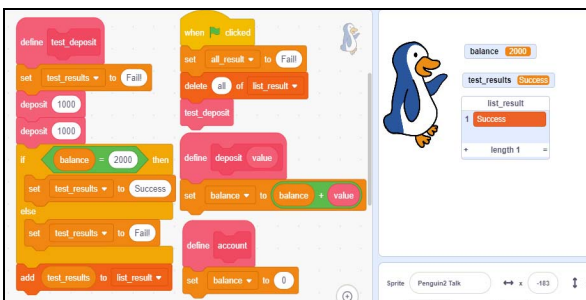 define test_deposit
set test_results to Faill
deposit 1000
deposit 1000
if balance = 2000 then
set test_results to Success
else
set test_results to Faill
add test_results to list_result
when clicked
set all_result to Faill
delete all of list_result
test_deposit
define deposit value
set balance to balance + value
define account
set balance to 0
balance 2000
test_results Success
list_result
1 Success
+ length 1 =
Sprite Penguin2 Talk x -183